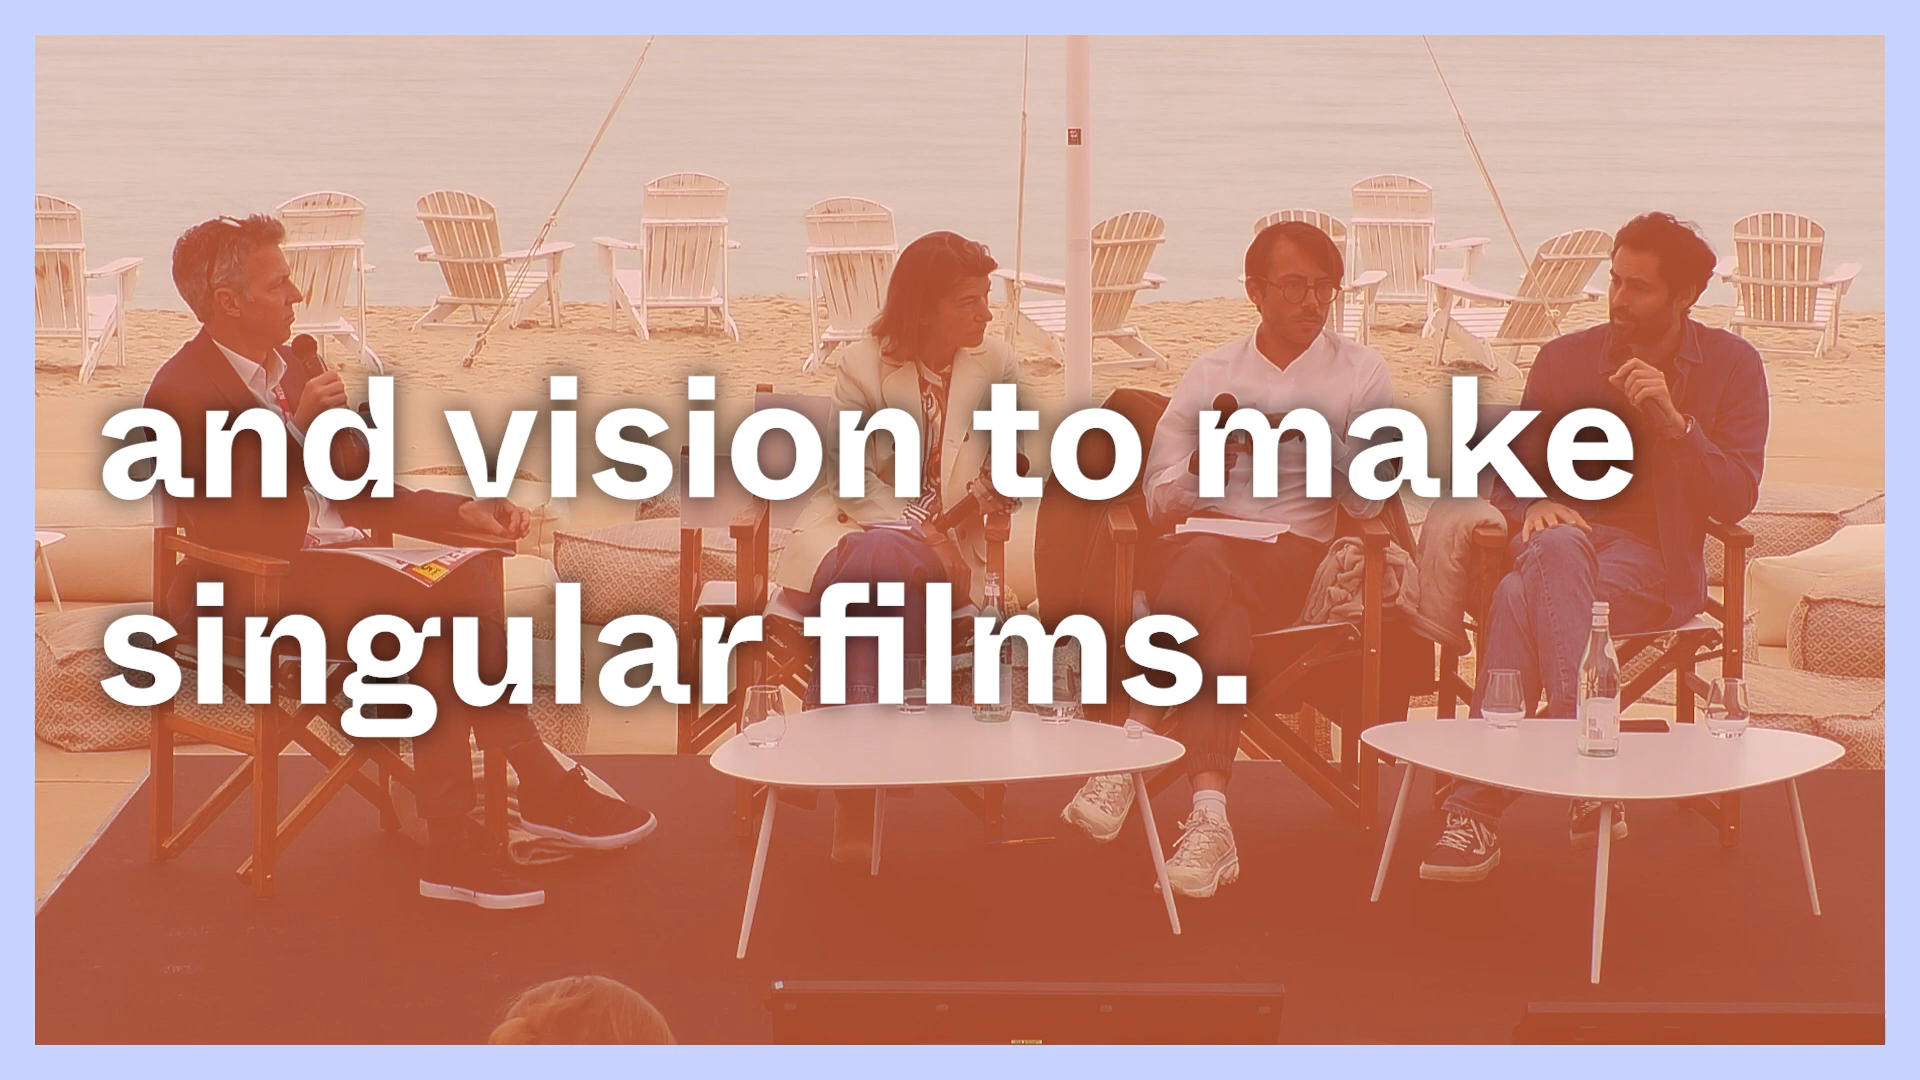 and vision to make
singular films.